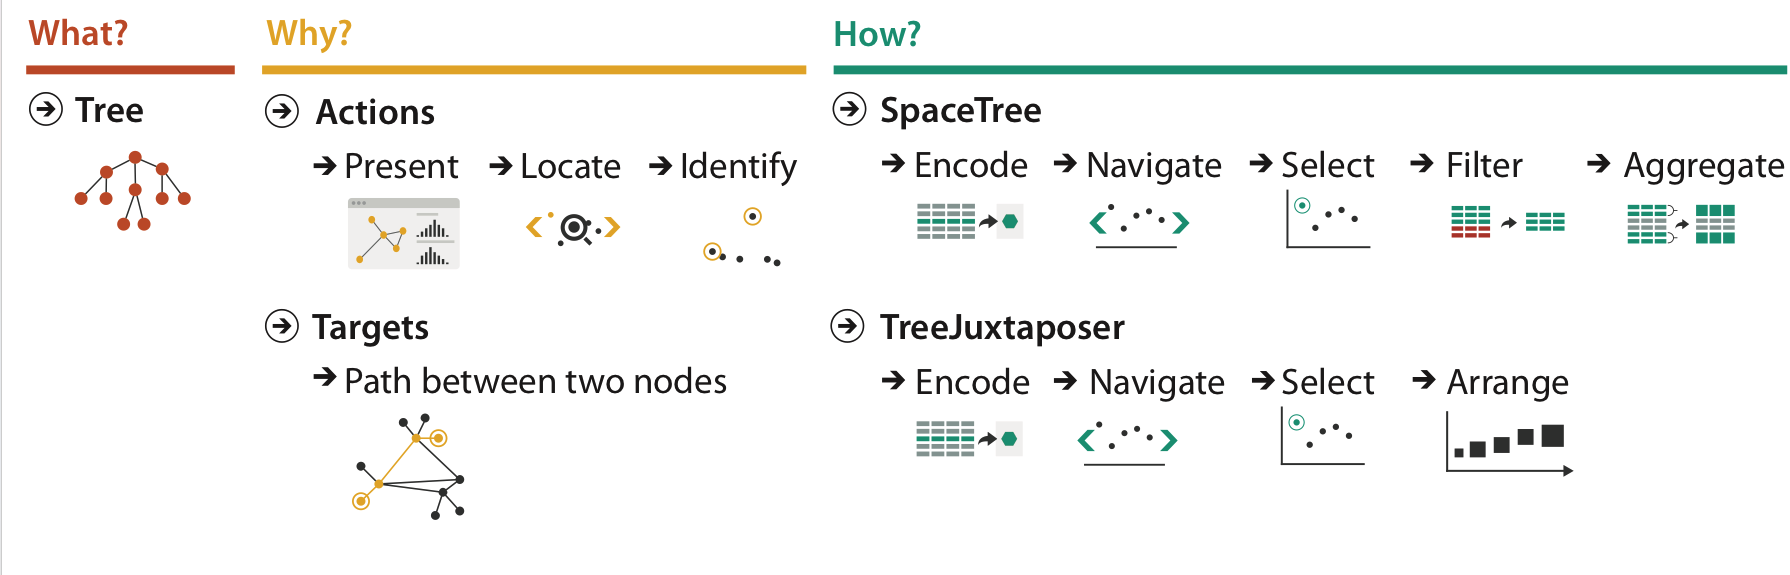 What?
Why?
How?
Tree
Actions
Present
Locate
Identify
Targets
Path between two nodes
SpaceTree
Encode
Navigate
Select
Filter
Aggregate
TreeJuxtaposer
Encode
Navigate
Select
Arrange